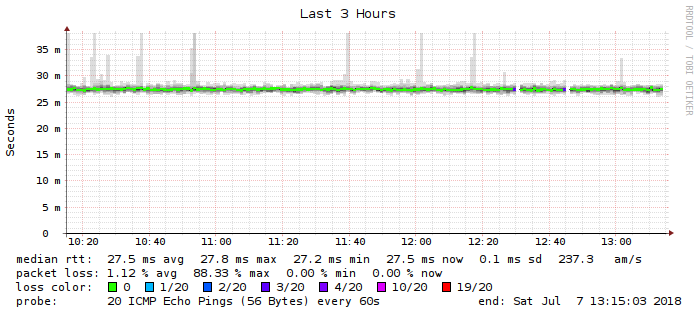 Last 3 Hours
RRDTOOL / TOBI OETIKER
Seconds
35 m
30 m
25 m
20 m
15 m
10 m
5 m
0
10:20 10:40 11:00 11:20 11:40 12:00 12:20 12:40 13:00
median rtt: 27.5 ms avg 27.8 ms max 27.2 ms min 27.5 ms now 0.1 ms sd 237.3 am/s
packet loss: 1.12 % avg 88.33 % max 0.00 % min 0.00 % now
loss color: 0 1/20 2/20 3/20 4/20 10/20 19/20
probe: 20 ICMP Echo Pings (56 Bytes) every 60s end: Sat Jul 7 13:15:03 2018